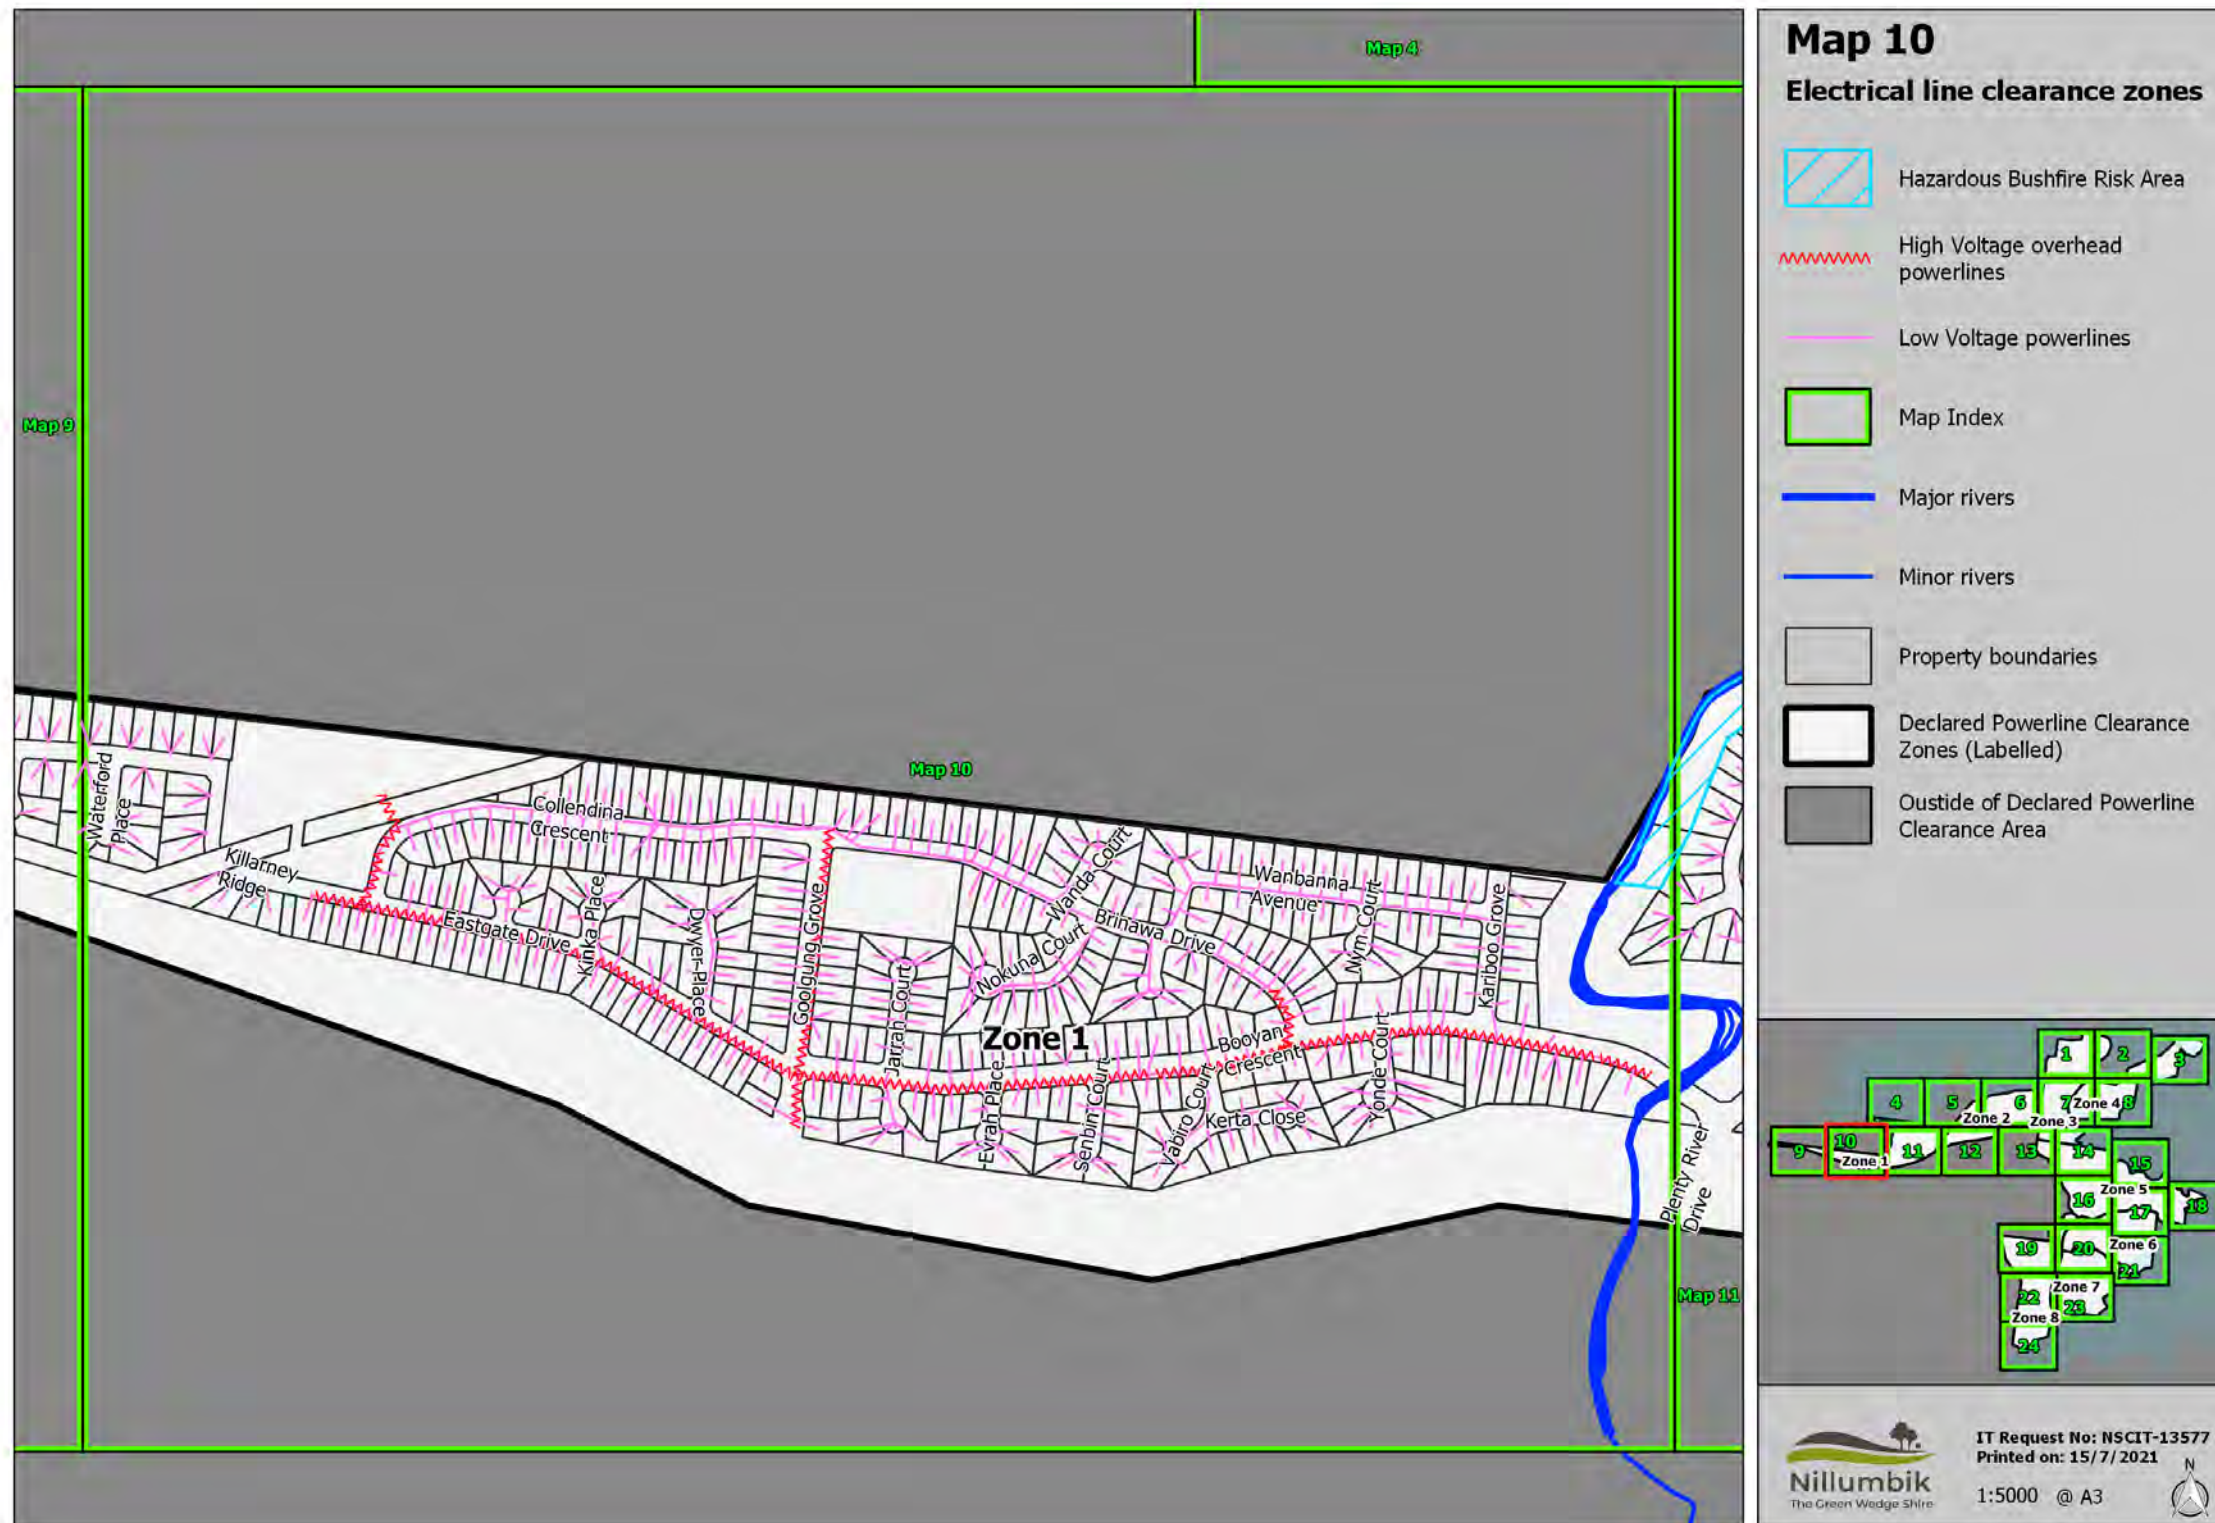 Map 4
Map 9
Map 10
Map 11
Waterford
Place
Killarney
Ridge
Collendina
Crescent
Eastgate Drive
Kinka Place
Dwyer Place
Goolgung Grove
Jarrah Court
Nokuna Court
Wanda Court
Brinawa Drive
Wanbanna
Avenue
Nym Court
Kariboo Grove
Zone 1
Booyan
Crescent
Evrah Place
Senbini Court
Yabiro Court
Kerta Close
Yonde Court
Plenty River
Drive
Map 10
Electrical line clearance zones
Hazardous Bushfire Risk Area
High Voltage overhead
powerlines
Low Voltage powerlines
Map Index
Major rivers
Minor rivers
Property boundaries
Declared Powerline Clearance
Zones (Labelled)
Oustide of Declared Powerline
Clearance Area
1
2
3
4
5
6
7
8
Zone 2
Zone 3
Zone 4
9
10
Zone 1
11
12
13
14
15
16
Zone 5
17
18
19
20
Zone 6
21
22
Zone 7
23
Zone 8
24
Nillumbik
The Green Wedge Shire
IT Request No: NSCIT-13577
Printed on: 15/7/2021
1:5000 @ A3
N